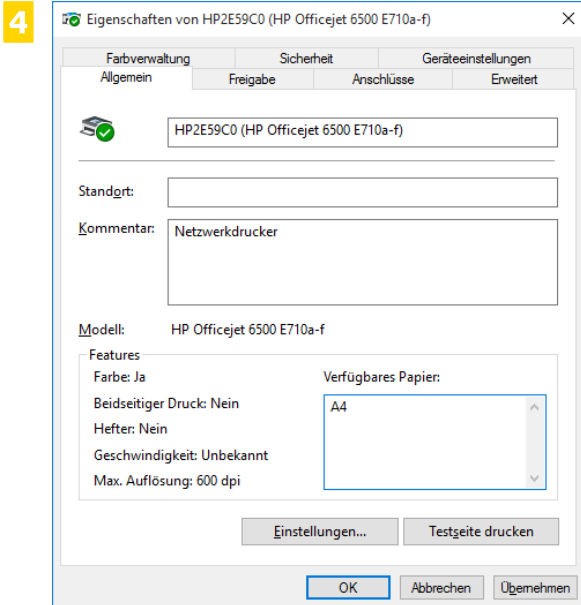 4
Eigenschaften von HP2E59C0 (HP Officejet 6500 E710a-f)
Farbverwaltung Sicherheit Geräteeinstellungen
Allgemein Freigabe Anschlüsse Erweitert
HP2E59C0 (HP Officejet 6500 E710a-f)
Standort:
Kommentar: Netzwerkdrucker
Modell: HP Officejet 6500 E710a-f
Features
Farbe: Ja Verfügbares Papier:
Beidseitiger Druck: Nein A4
Hefter: Nein
Geschwindigkeit: Unbekannt
Max. Auflösung: 600 dpi
Einstellungen... Testseite drucken
OK Abbrechen Übernehmen